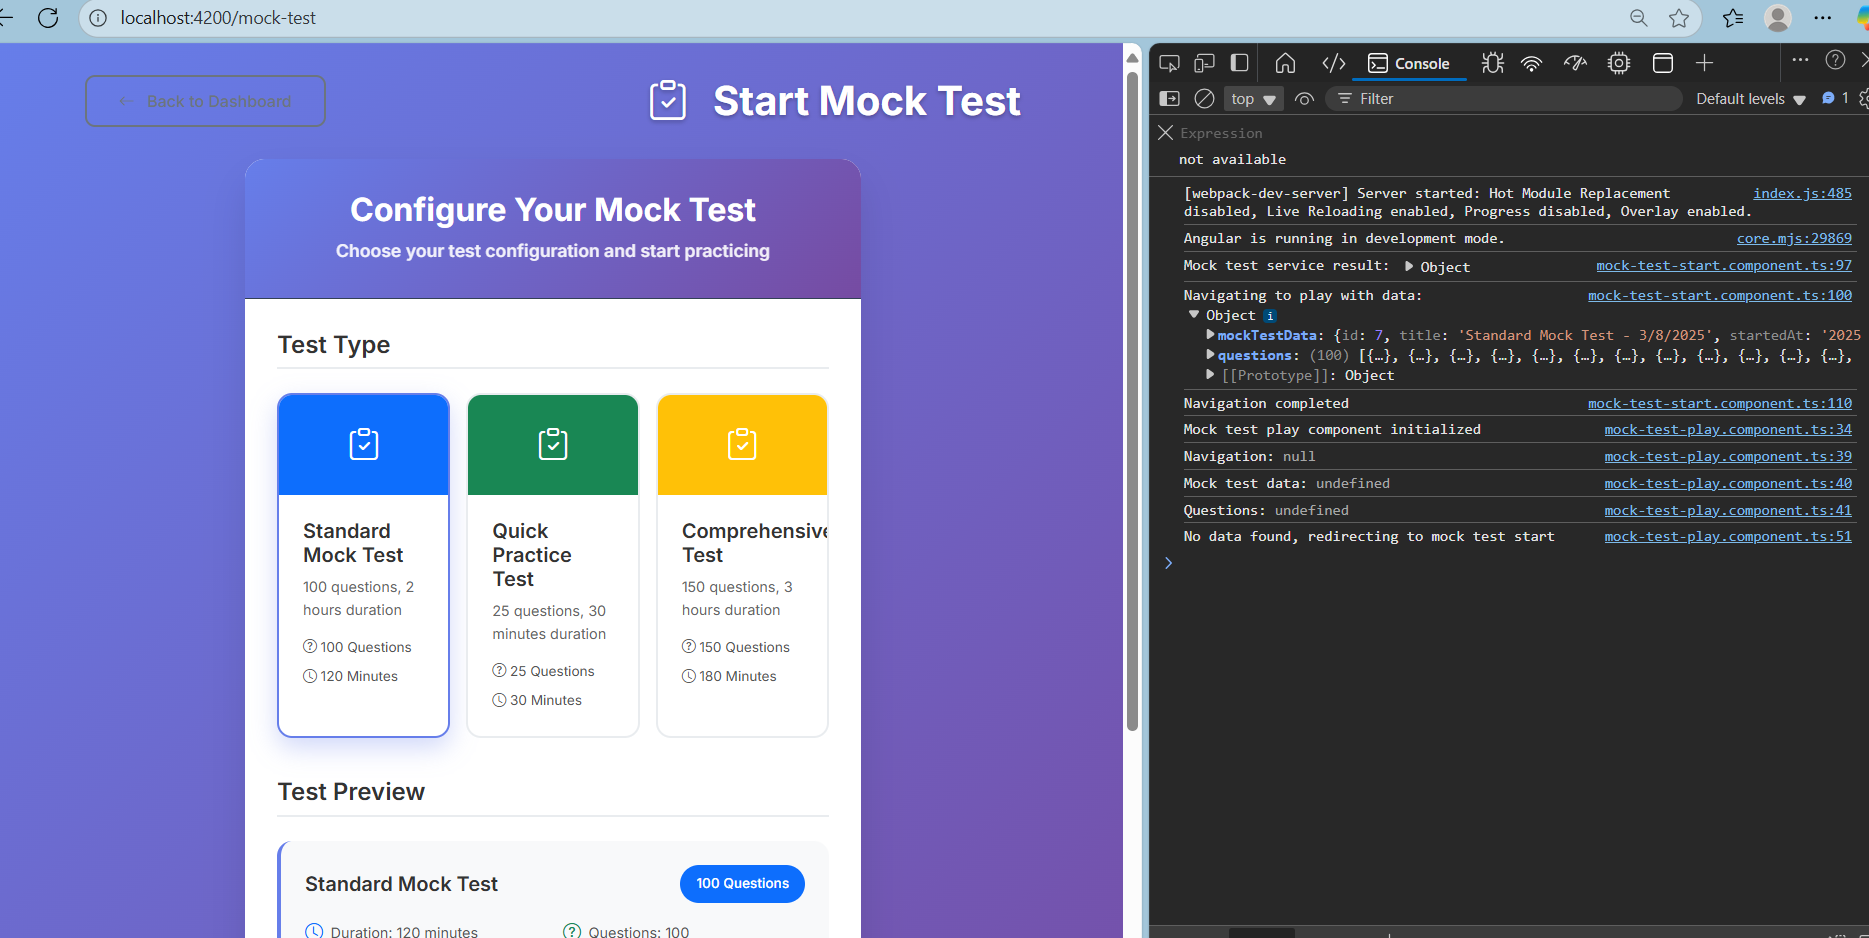 localhost:4200/mock-test
Back to Dashboard
Start Mock Test
Configure Your Mock Test
Choose your test configuration and start practicing
Test Type
Standard
Mock Test
100 questions, 2
hours duration
100 Questions
120 Minutes
Quick
Practice
Test
25 questions, 30
minutes duration
25 Questions
30 Minutes
Comprehensive
Test
150 questions, 3
hours duration
150 Questions
180 Minutes
Test Preview
Standard Mock Test
100 Questions
Duration: 120 minutes
Questions: 100
Console
top
Filter
Default levels
1
Expression
not available
[webpack-dev-server] Server started: Hot Module Replacement index.js:485
disabled, Live Reloading enabled, Progress disabled, Overlay enabled.
Angular is running in development mode. core.mjs:29869
Mock test service result: Object mock-test-start.component.ts:97
Navigating to play with data: mock-test-start.component.ts:100
Object i
mockTestData: {id: 7, title: 'Standard Mock Test - 3/8/2025', startedAt: '2025
questions: (100) [{…}, {…}, {…}, {…}, {…}, {…}, {…}, {…}, {…}, {…}, {…}, {…},
[[Prototype]]: Object
Navigation completed mock-test-start.component.ts:110
Mock test play component initialized mock-test-play.component.ts:34
Navigation: null mock-test-play.component.ts:39
Mock test data: undefined mock-test-play.component.ts:40
Questions: undefined mock-test-play.component.ts:41
No data found, redirecting to mock test start mock-test-play.component.ts:51